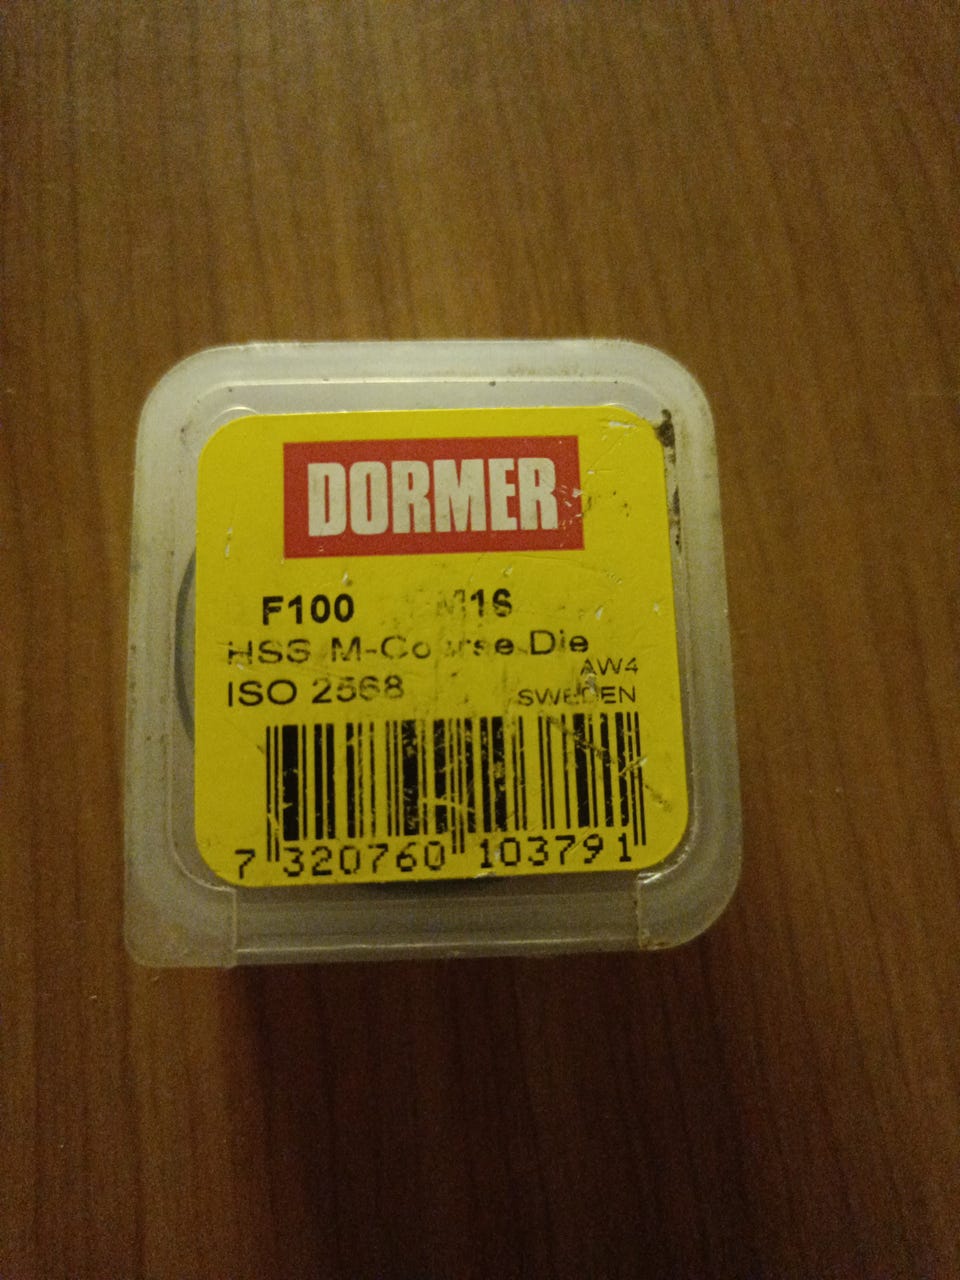 DORMER
F100 M16
HSS M-Coarse Die
AW4
ISO 2568
SWEDEN
7 320760 103791